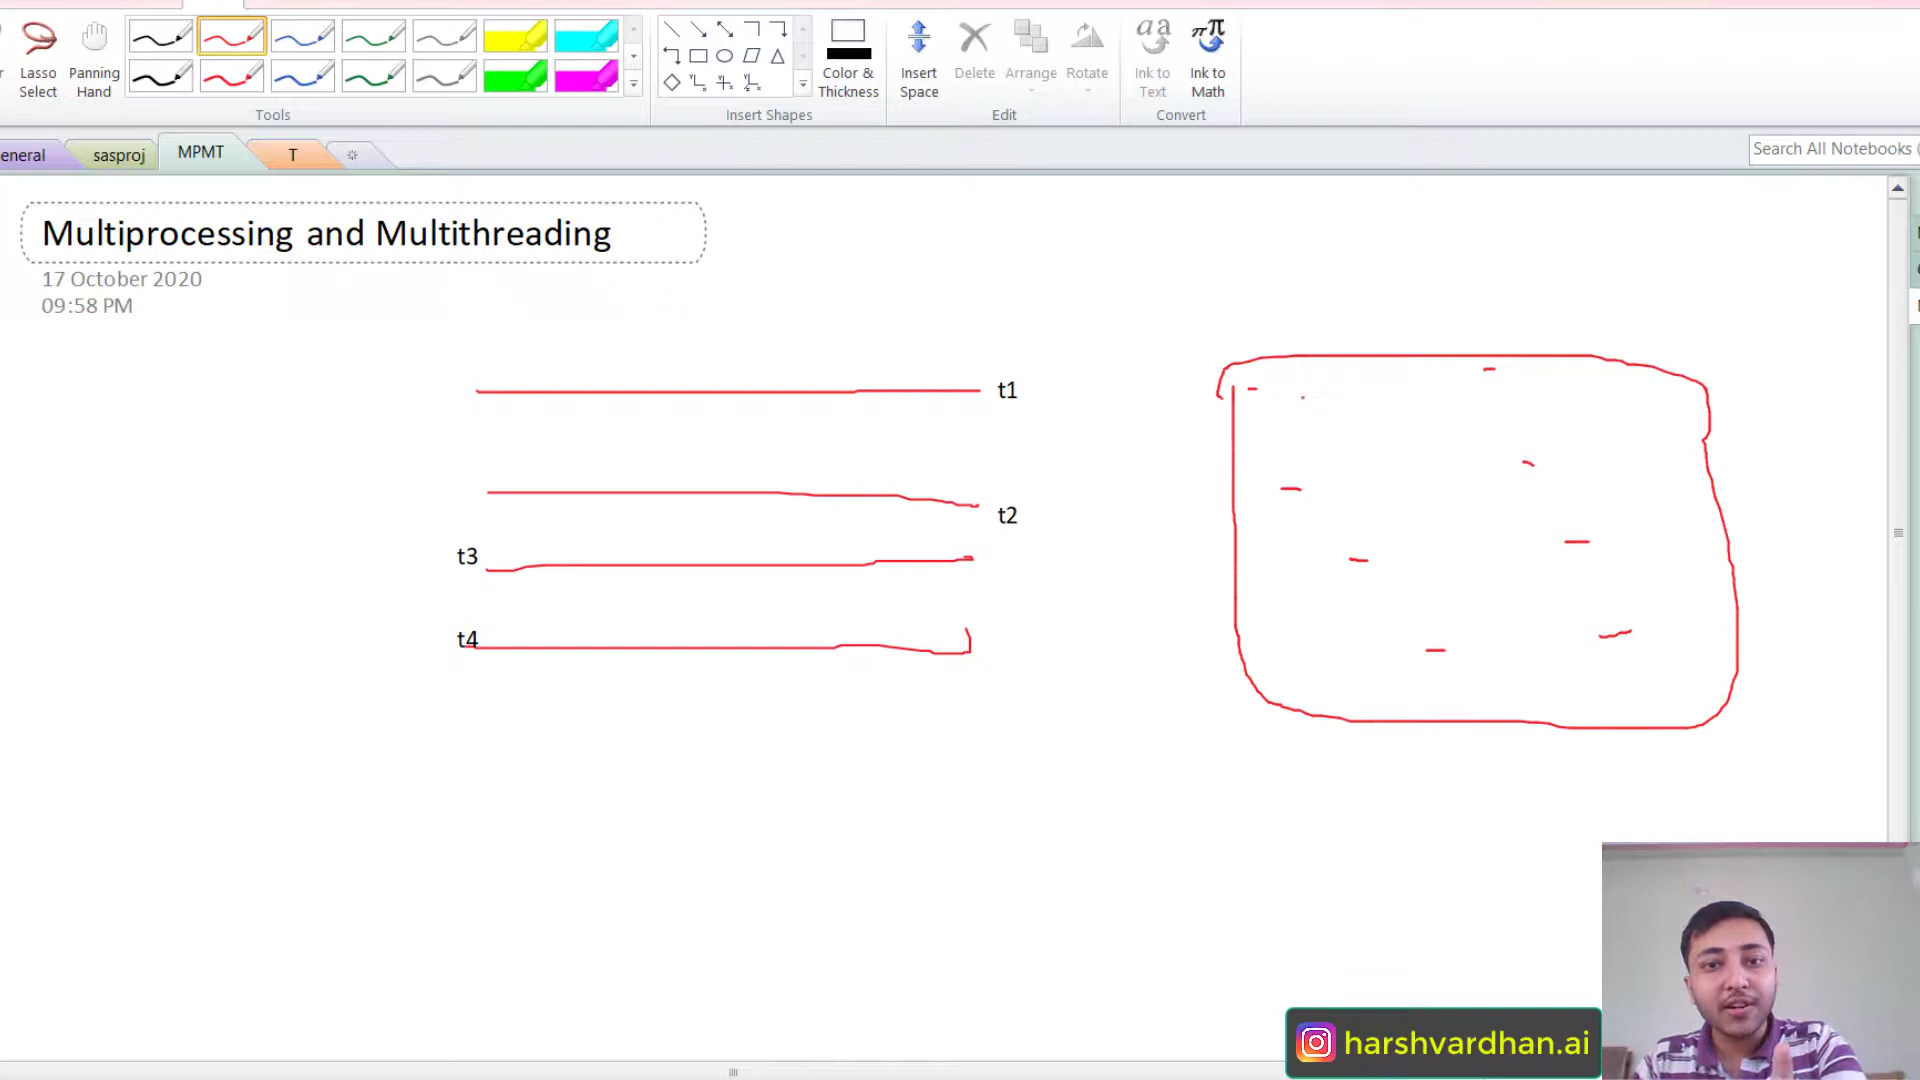 Lasso Select
Panning Hand
Color & Thickness
Insert Space
Delete
Arrange
Rotate
Ink to Text
Ink to Math
Tools
Insert Shapes
Edit
Convert
eneral
sasproj
MPMT
T
Search All Notebooks (
Multiprocessing and Multithreading
17 October 2020
09:58 PM
t1
t2
t3
t4
harshvardhan.ai